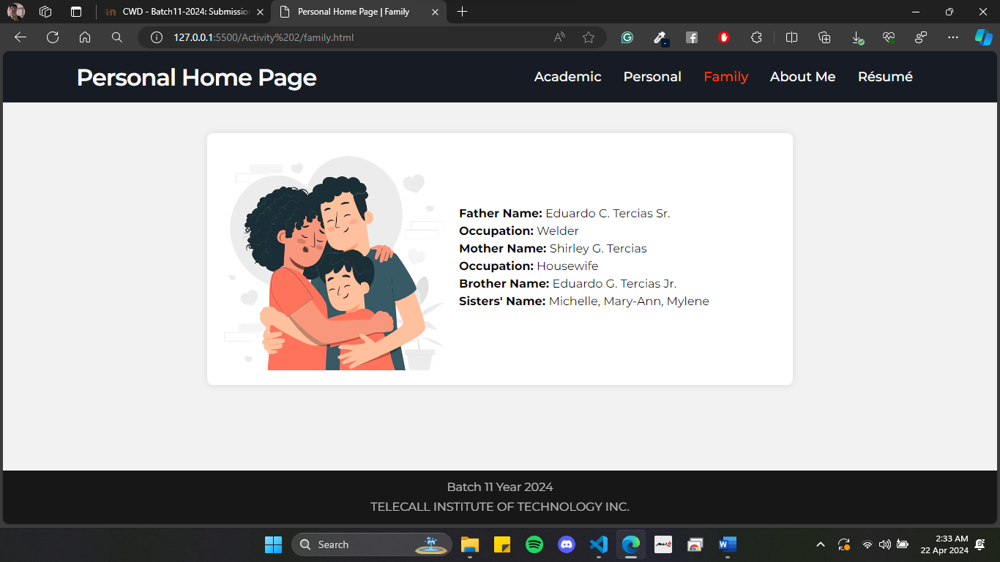 CWD - Batch11-2024: Submission
Personal Home Page | Family
127.0.0.1:5500/Activity%202/family.html
Personal Home Page
Academic Personal Family About Me Résumé
Father Name: Eduardo C. Tercias Sr.
Occupation: Welder
Mother Name: Shirley G. Tercias
Occupation: Housewife
Brother Name: Eduardo G. Tercias Jr.
Sisters' Name: Michelle, Mary-Ann, Mylene
Batch 11 Year 2024
TELECALL INSTITUTE OF TECHNOLOGY INC.
Search
2:33 AM
22 Apr 2024